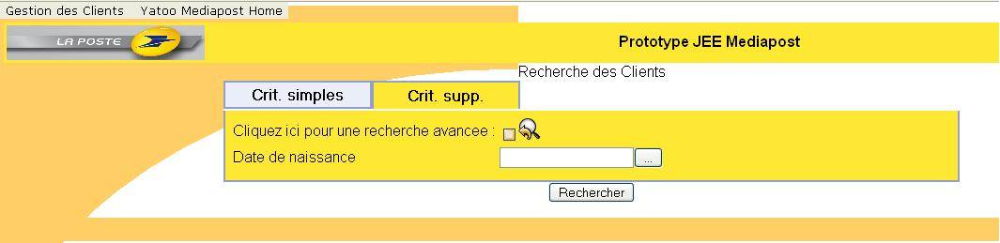 Gestion des Clients Yatoo Mediapost Home
LA POSTE
Prototype JEE Mediapost
Recherche des Clients
Crit. simples Crit. supp.
Cliquez ici pour une recherche avancee :
Date de naissance ...
Rechercher